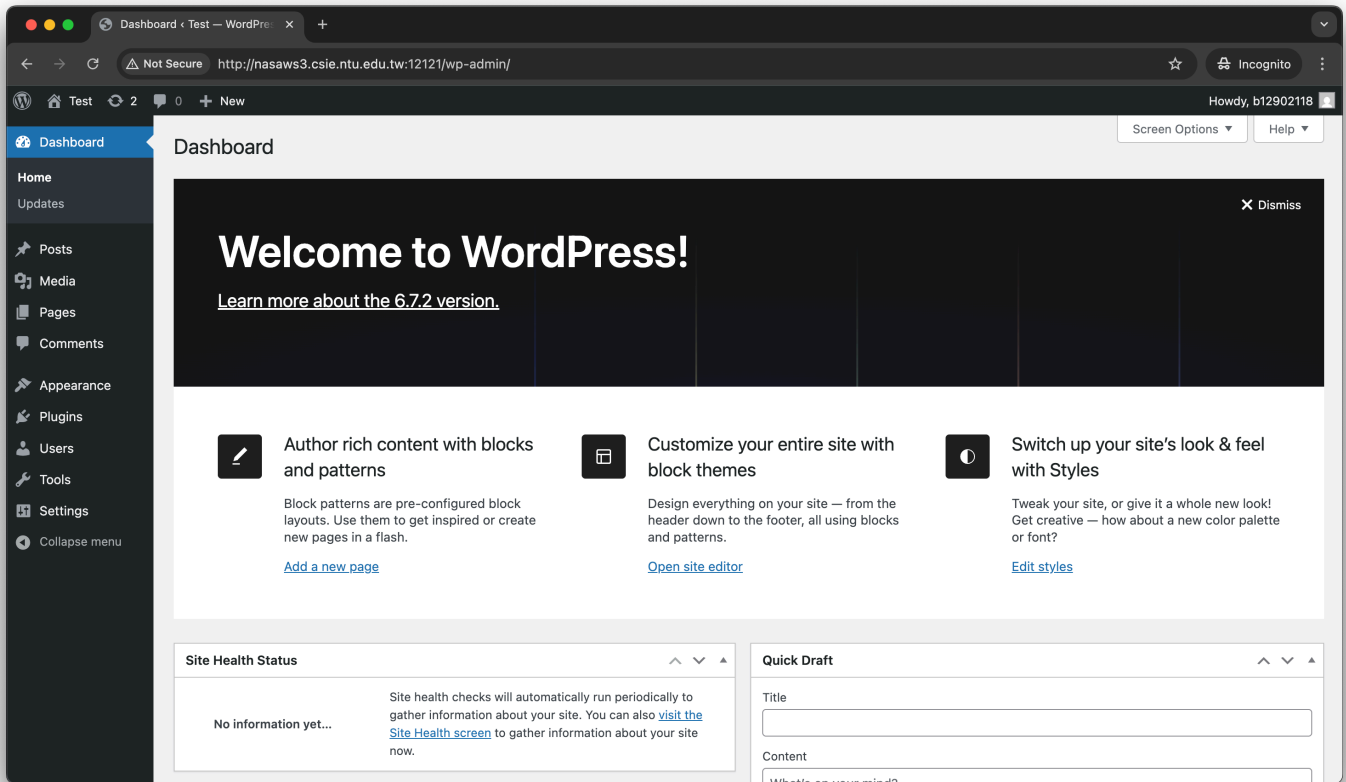 Dashboard ‹ Test — WordPre
Not Secure http://nasaws3.csie.ntu.edu.tw:12121/wp-admin/ Incognito
Test 2 0 New Howdy, b12902118
Screen Options Help
Dashboard
Home
Updates
Posts
Media
Pages
Comments
Appearance
Plugins
Users
Tools
Settings
Collapse menu
Dashboard
Dismiss
Welcome to WordPress!
Learn more about the 6.7.2 version.
Author rich content with blocks
and patterns
Block patterns are pre-configured block
layouts. Use them to get inspired or create
new pages in a flash.
Add a new page
Customize your entire site with
block themes
Design everything on your site — from the
header down to the footer, all using blocks
and patterns.
Open site editor
Switch up your site’s look & feel
with Styles
Tweak your site, or give it a whole new look!
Get creative — how about a new color palette
or font?
Edit styles
Site Health Status
No information yet...
Site health checks will automatically run periodically to
gather information about your site. You can also visit the
Site Health screen to gather information about your site
now.
Quick Draft
Title
Content
What's on your mind?